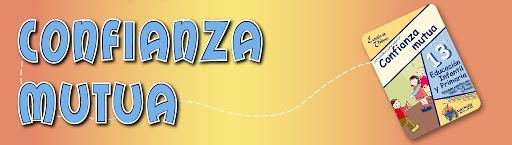 CONFIANZA
MUTUA
Confianza
mutua
13
Educación
Infantil
y Primaria